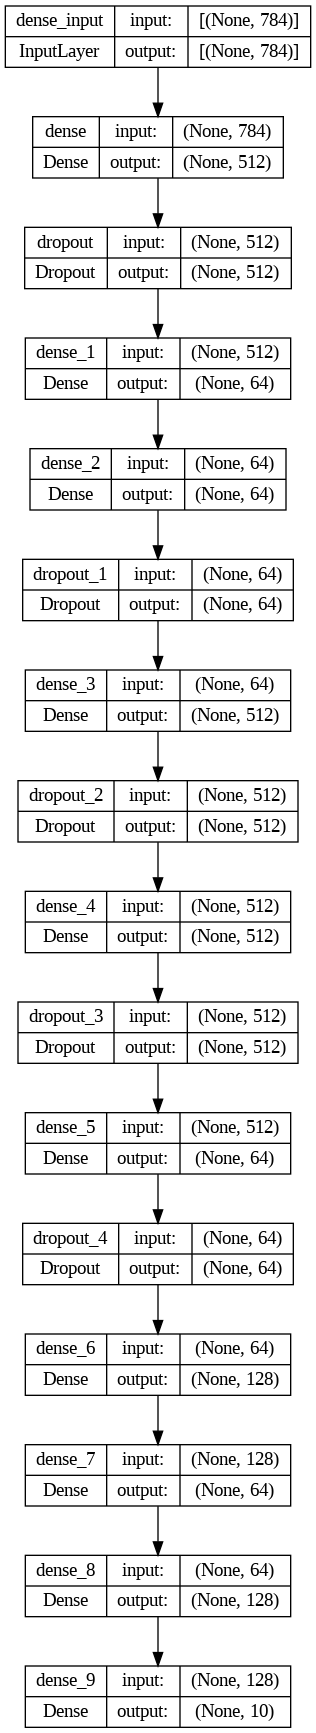 dense_input input: [(None, 784)]
InputLayer output: [(None, 784)]
dense input: (None, 784)
Dense output: (None, 512)
dropout input: (None, 512)
Dropout output: (None, 512)
dense_1 input: (None, 512)
Dense output: (None, 64)
dense_2 input: (None, 64)
Dense output: (None, 64)
dropout_1 input: (None, 64)
Dropout output: (None, 64)
dense_3 input: (None, 64)
Dense output: (None, 512)
dropout_2 input: (None, 512)
Dropout output: (None, 512)
dense_4 input: (None, 512)
Dense output: (None, 512)
dropout_3 input: (None, 512)
Dropout output: (None, 512)
dense_5 input: (None, 512)
Dense output: (None, 64)
dropout_4 input: (None, 64)
Dropout output: (None, 64)
dense_6 input: (None, 64)
Dense output: (None, 128)
dense_7 input: (None, 128)
Dense output: (None, 64)
dense_8 input: (None, 64)
Dense output: (None, 128)
dense_9 input: (None, 128)
Dense output: (None, 10)